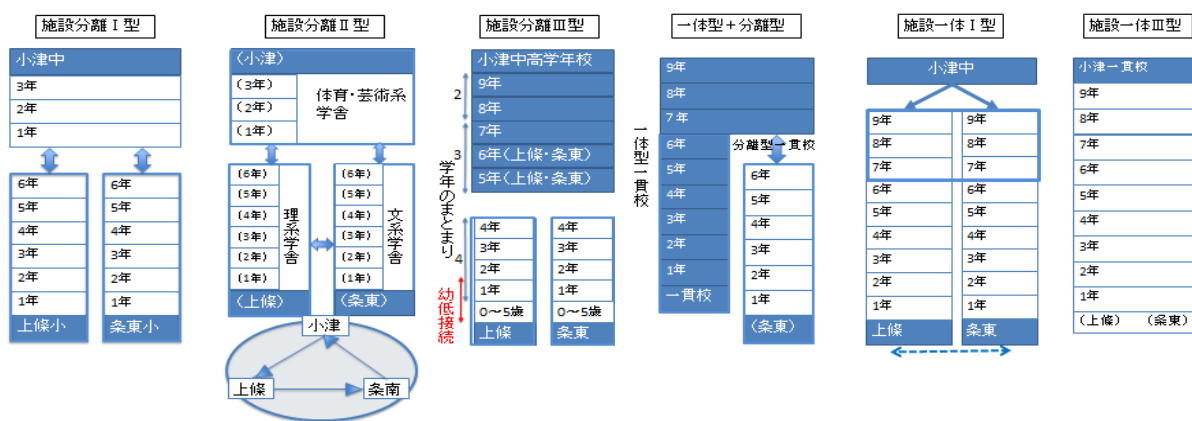 施設分離Ⅰ型
小津中
3年
2年
1年
6年
5年
4年
3年
2年
1年
上條小
6年
5年
4年
3年
2年
1年
条東小
施設分離Ⅱ型
(小津)
(3年)
(2年)
(1年)
体育・芸術系
学舎
(6年)
(5年)
(4年)
(3年)
(2年)
(1年)
理系学舎
(上條)
(6年)
(5年)
(4年)
(3年)
(2年)
(1年)
文系学舎
(条東)
小津
上條
条南
施設分離Ⅲ型
小津中高学年校
9年
8年
7年
6年(上條・条東)
5年(上條・条東)
2
3
4
学年のまとまり
幼低接続
4年
3年
2年
1年
0～5歳
上條
4年
3年
2年
1年
0～5歳
条東
一体型＋分離型
一体型一貫校
9年
8年
7年
6年
5年
4年
3年
2年
1年
一貫校
分離型一貫校
6年
5年
4年
3年
2年
1年
(条東)
施設一体Ⅰ型
小津中
9年
8年
7年
6年
5年
4年
3年
2年
1年
上條
9年
8年
7年
6年
5年
4年
3年
2年
1年
条東
施設一体Ⅲ型
小津一貫校
9年
8年
7年
6年
5年
4年
3年
2年
1年
(上條) (条東)